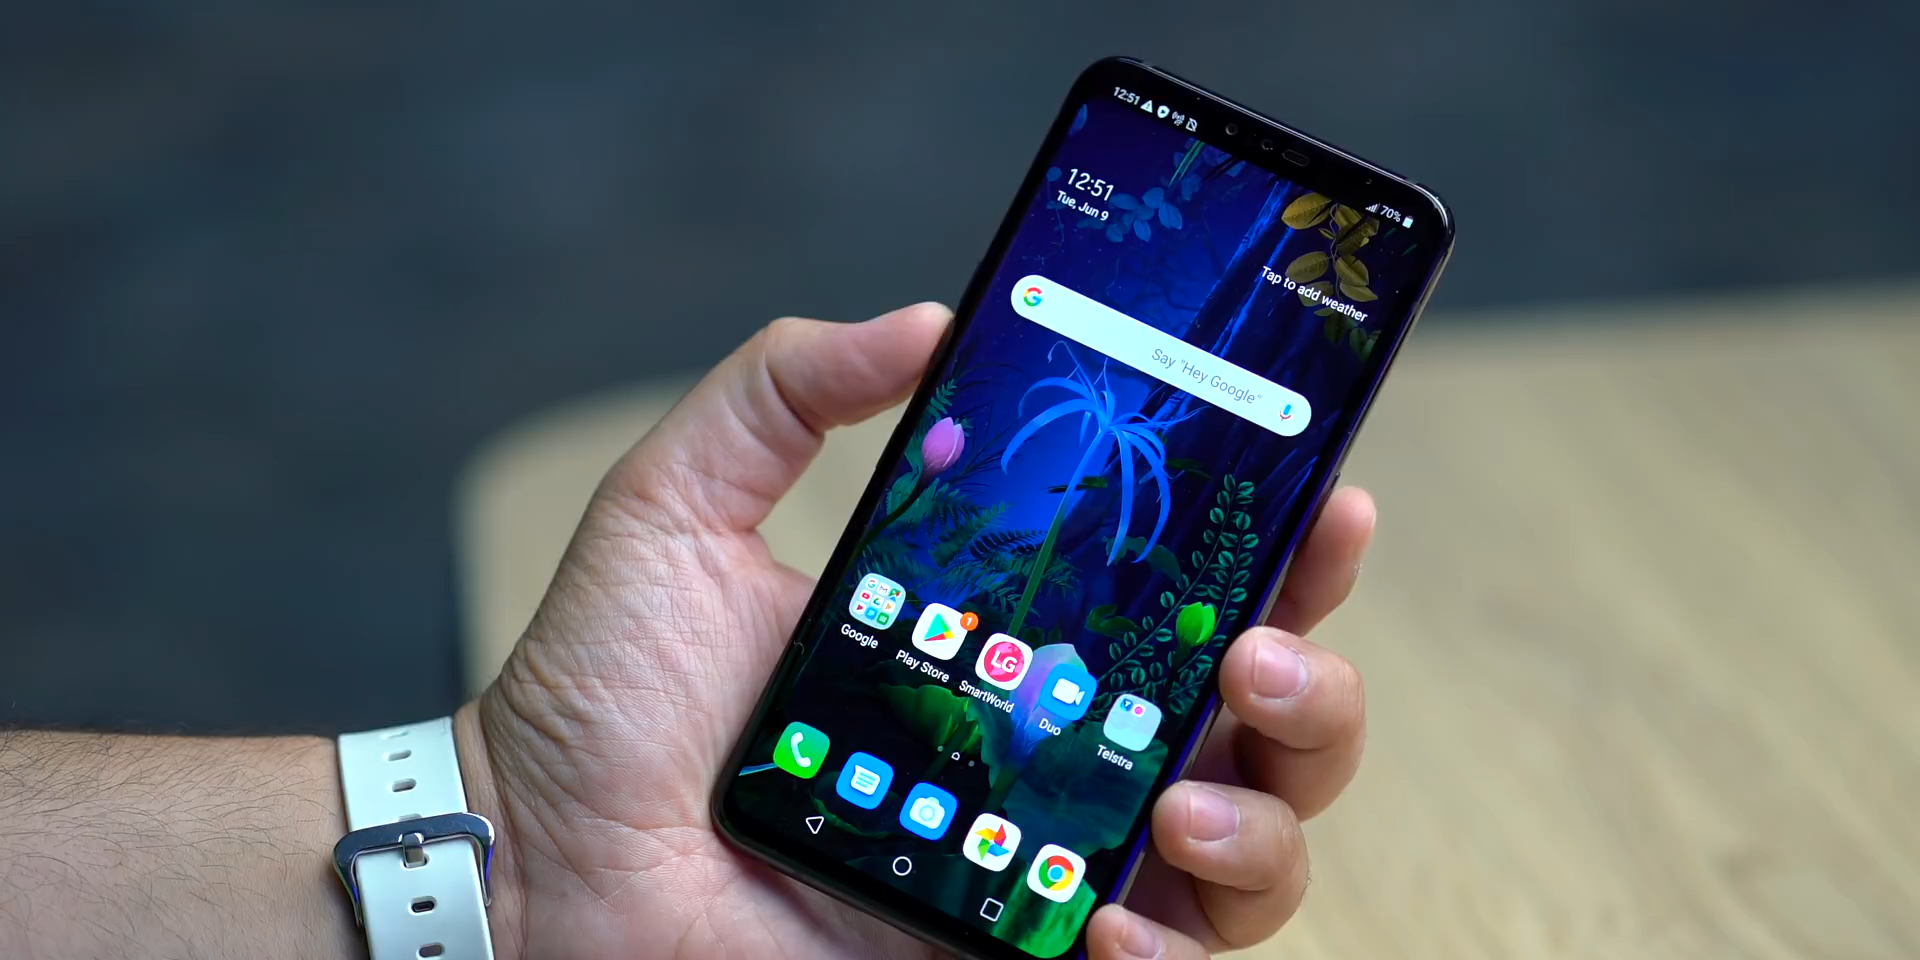 12:51
70%
12:51
Tue, Jun 9
Tap to add weather
Say "Hey Google"
Google
Play Store
1
LG
SmartWorld
Duo
Telstra